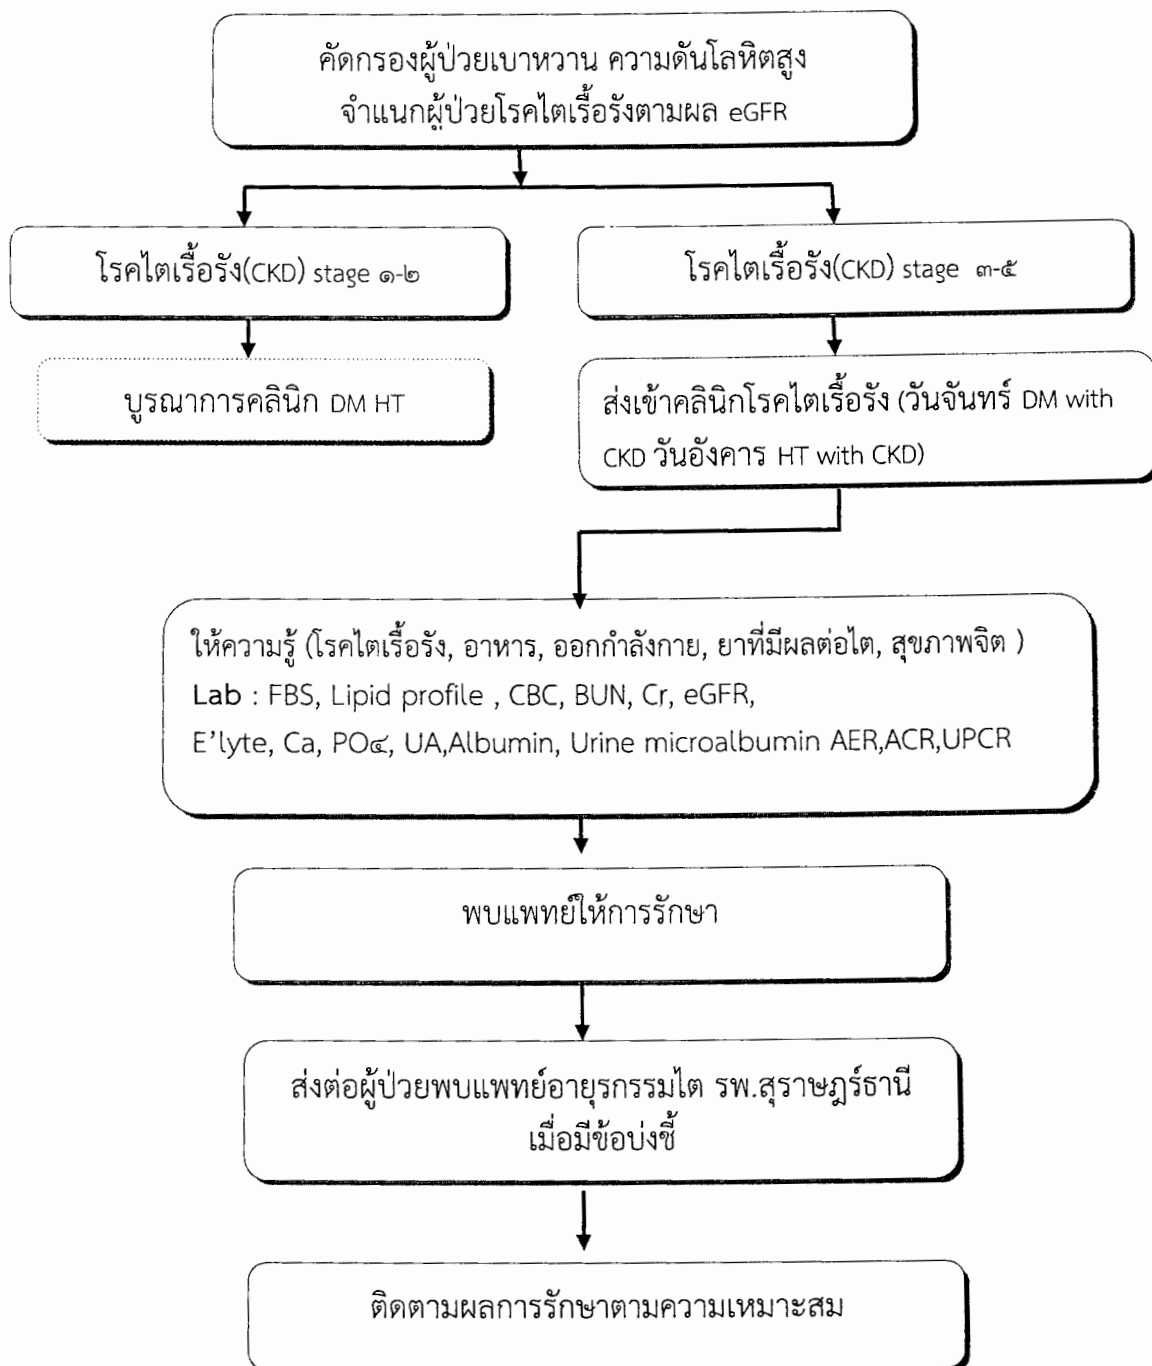 คัดกรองผู้ป่วยเบาหวาน ความดันโลหิตสูง
จำแนกผู้ป่วยโรคไตเรื้อรังตามผล eGFR
โรคไตเรื้อรัง(CKD) stage ๑-๒
โรคไตเรื้อรัง(CKD) stage ๓-๕
บูรณาการคลินิก DM HT
ส่งเข้าคลินิกโรคไตเรื้อรัง (วันจันทร์ DM with
CKD วันอังคาร HT with CKD)
ให้ความรู้ (โรคไตเรื้อรัง, อาหาร, ออกกำลังกาย, ยาที่มีผลต่อไต, สุขภาพจิต )
Lab : FBS, Lipid profile , CBC, BUN, Cr, eGFR,
E’lyte, Ca, PO๔, UA,Albumin, Urine microalbumin AER,ACR,UPCR
พบแพทย์ให้การรักษา
ส่งต่อผู้ป่วยพบแพทย์อายุรกรรมไต รพ.สุราษฎร์ธานี
เมื่อมีข้อบ่งชี้
ติดตามผลการรักษาตามความเหมาะสม